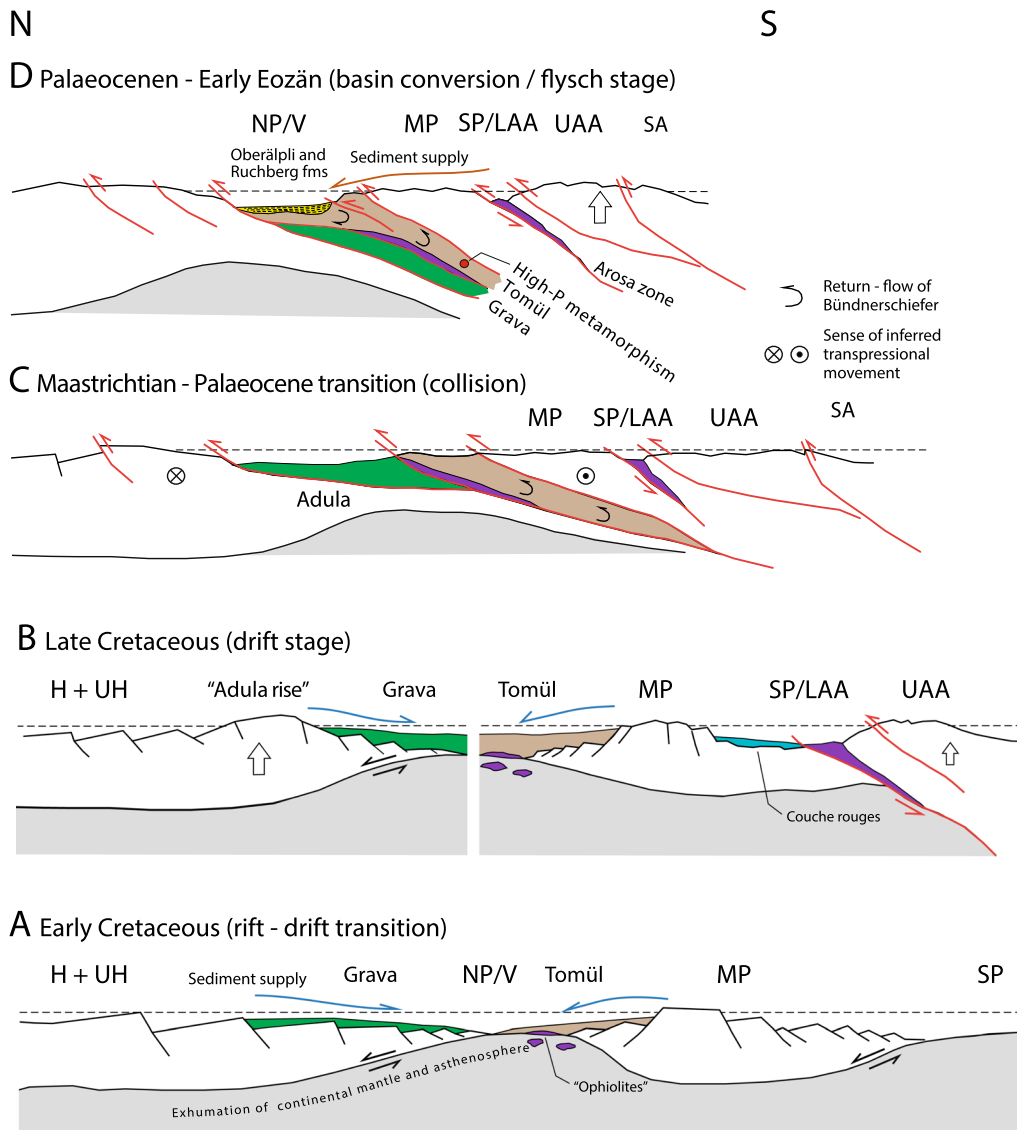 N S
D Palaeocenen - Early Eozän (basin conversion / flysch stage)
NP/V MP SP/LAA UAA SA
Oberälpli and
Ruchberg fms
Sediment supply
High-P metamorphism
Tomül
Grava
Arosa zone
Return - flow of
Bündnerschiefer
Sense of inferred
transpressional
movement
C Maastrichtian - Palaeocene transition (collision)
MP SP/LAA UAA SA
Adula
B Late Cretaceous (drift stage)
H + UH "Adula rise" Grava Tomül MP SP/LAA UAA
Couche rouges
A Early Cretaceous (rift - drift transition)
H + UH Sediment supply Grava NP/V Tomül MP SP
Exhumation of continental mantle and asthenosphere
"Ophiolites"